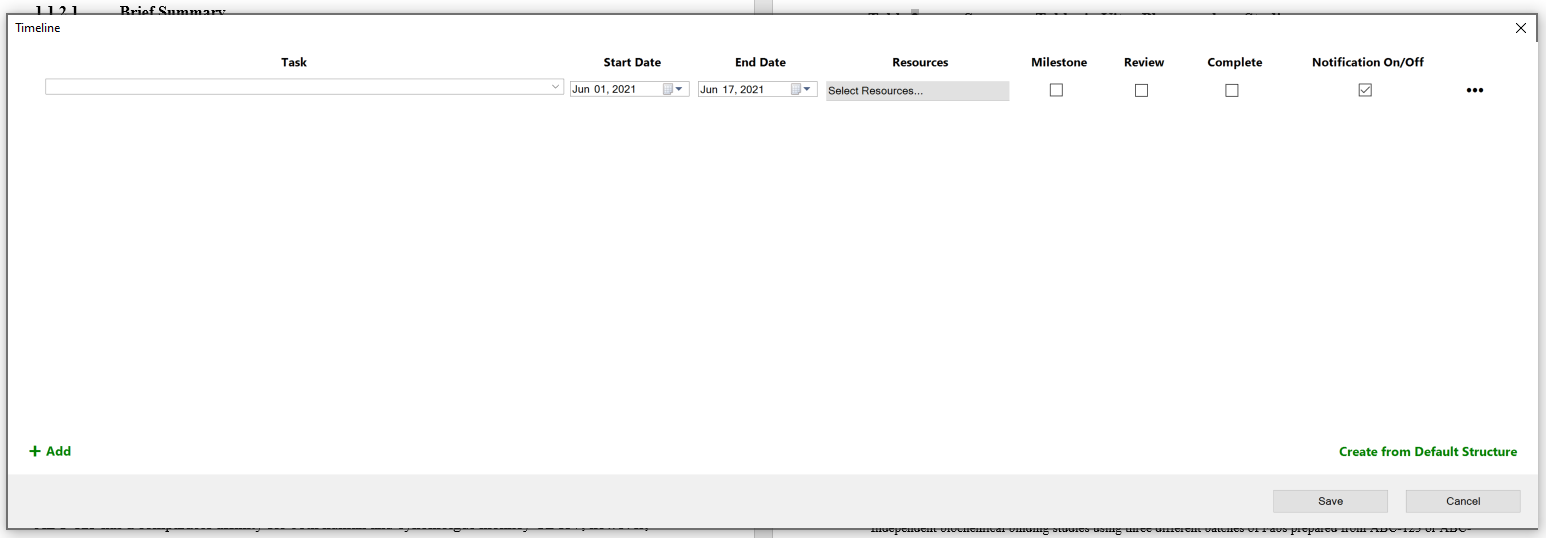 1.1.2.1 Brief Summary
Timeline
Task Start Date End Date Resources Milestone Review Complete Notification On/Off
Jun 01, 2021 Jun 17, 2021 Select Resources...
+ Add
Create from Default Structure
Save Cancel
independent biochemical binding studies using three different batches of Fabs prepared from ABC-123 or ABC-